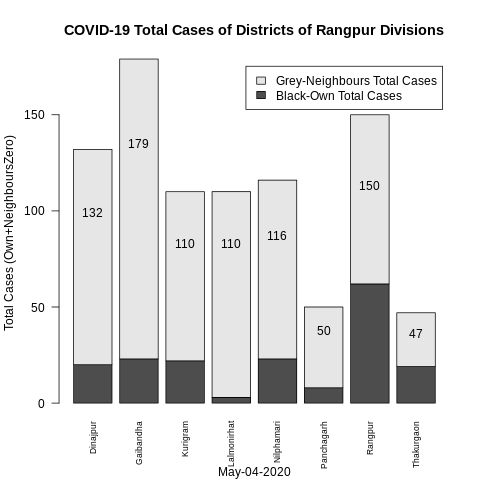 COVID-19 Total Cases of Districts of Rangpur Divisions
Grey-Neighbours Total Cases
Black-Own Total Cases
Total Cases (Own+NeighboursZero)
150
100
50
0
132
179
110
110
116
50
150
47
Dinajpur
Gaibandha
Kurigram
Lalmonirhat
Nilphamari
Panchagarh
Rangpur
Thakurgaon
May-04-2020